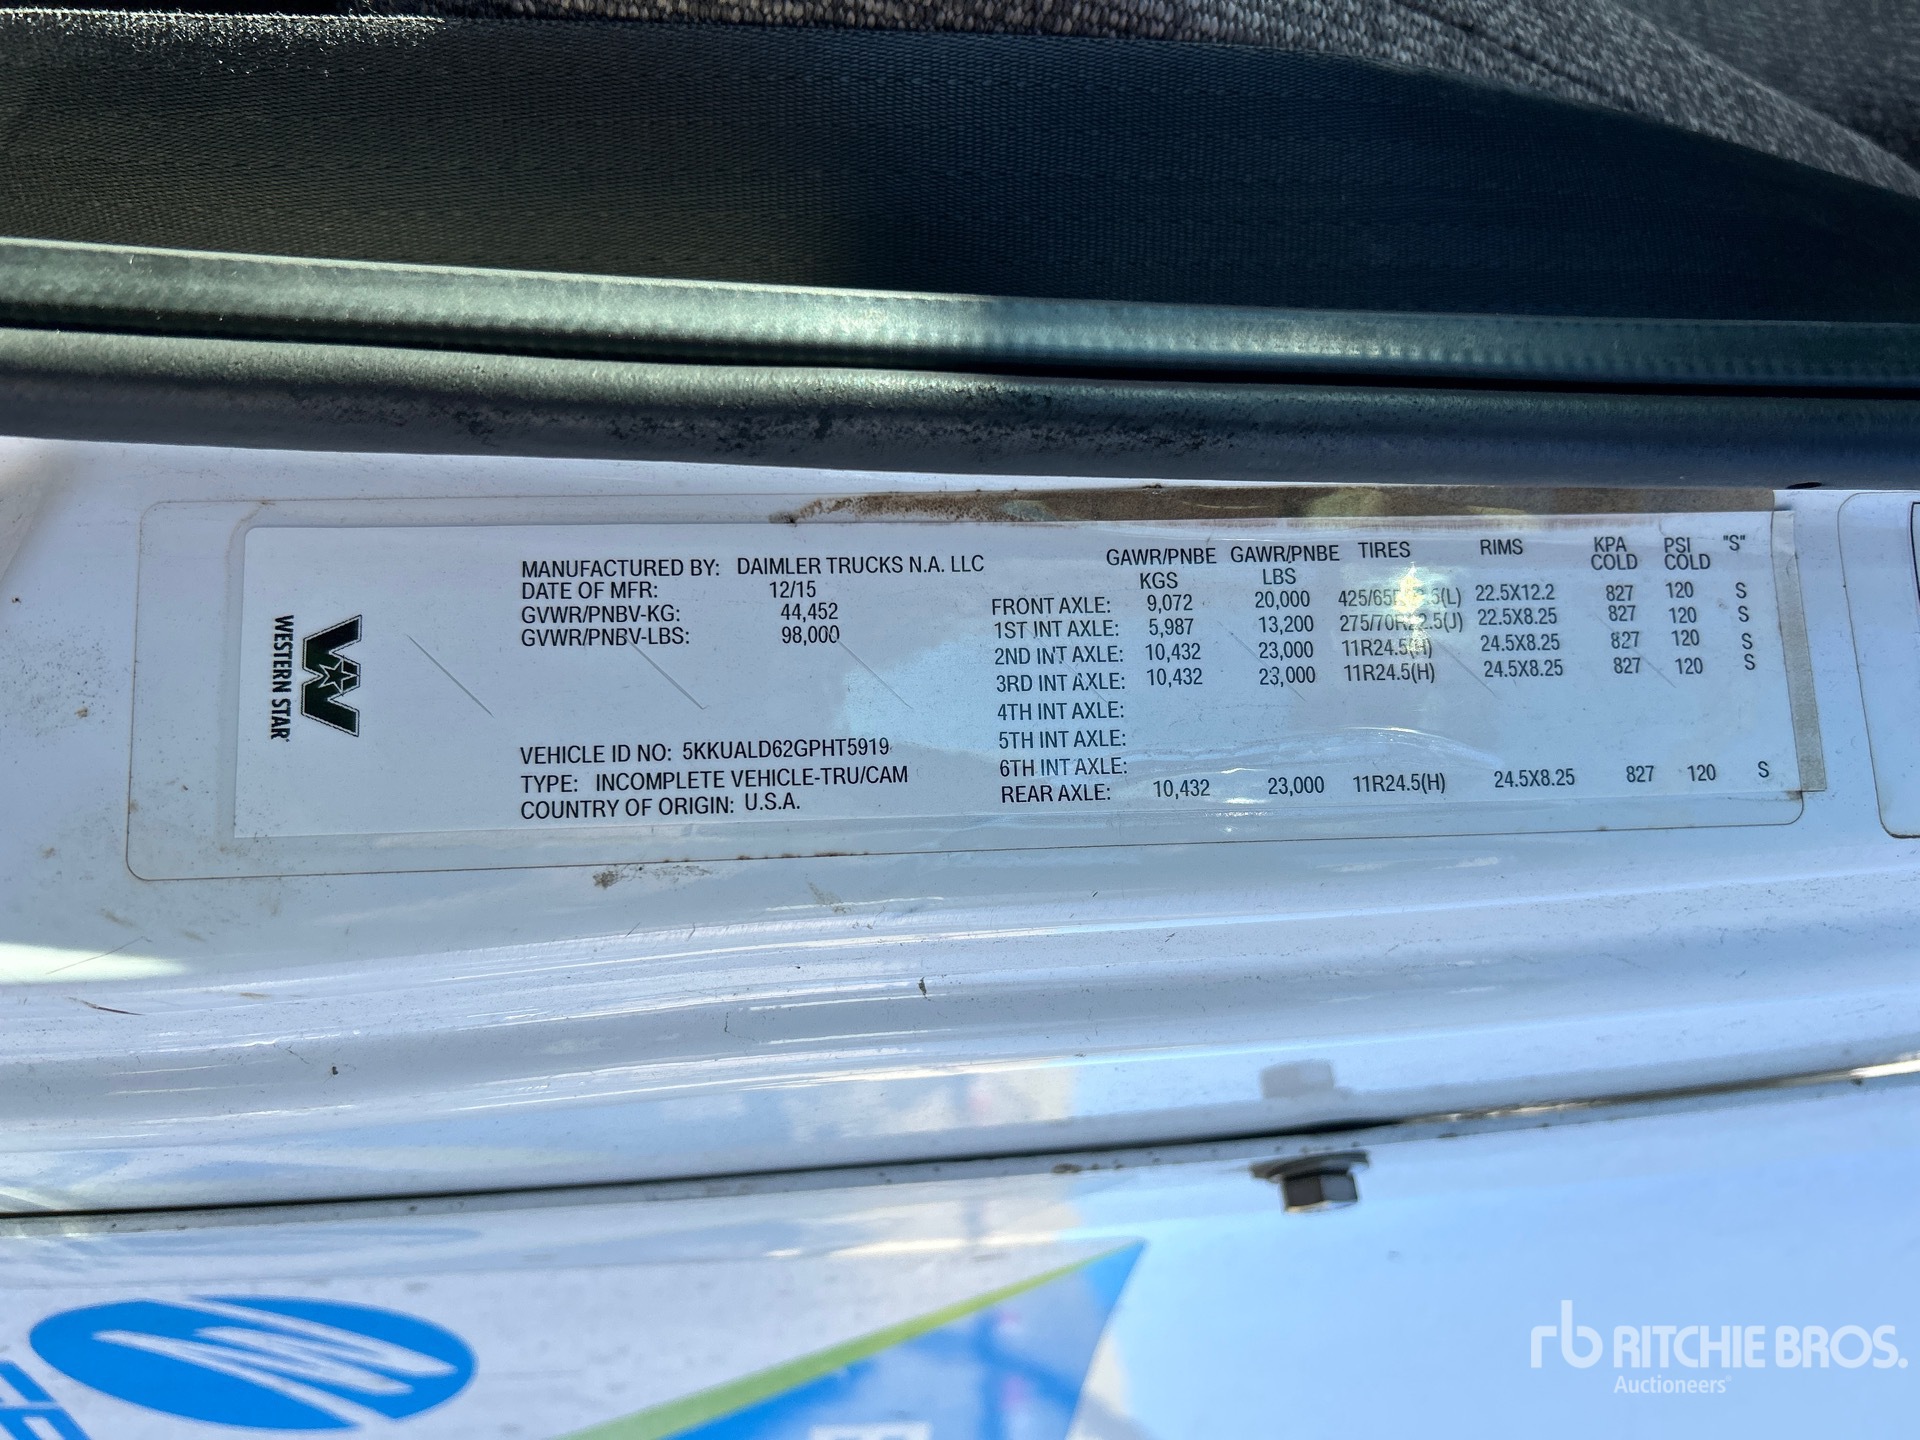 WESTERN STAR
MANUFACTURED BY: DAIMLER TRUCKS N.A. LLC
DATE OF MFR: 12/15
GVWR/PNBV-KG: 44,452
GVWR/PNBV-LBS: 98,000
VEHICLE ID NO: 5KKUALD62GPHT5919
TYPE: INCOMPLETE VEHICLE-TRU/CAM
COUNTRY OF ORIGIN: U.S.A.
GAWR/PNBE GAWR/PNBE TIRES RIMS KPA PSI "S"
KGS LBS COLD COLD
FRONT AXLE: 9,072 20,000 22.5X12.2 827 120 S
1ST INT AXLE: 5,987 13,200 275/70R22.5(J) 22.5X8.25 827 120 S
2ND INT AXLE: 10,432 23,000 11R24.5(H) 24.5X8.25 827 120 S
3RD INT AXLE: 10,432 23,000 11R24.5(H) 24.5X8.25 827 120 S
4TH INT AXLE:
5TH INT AXLE:
6TH INT AXLE:
REAR AXLE: 10,432 23,000 11R24.5(H) 24.5X8.25 827 120 S
rb RITCHIE BROS.
Auctioneers